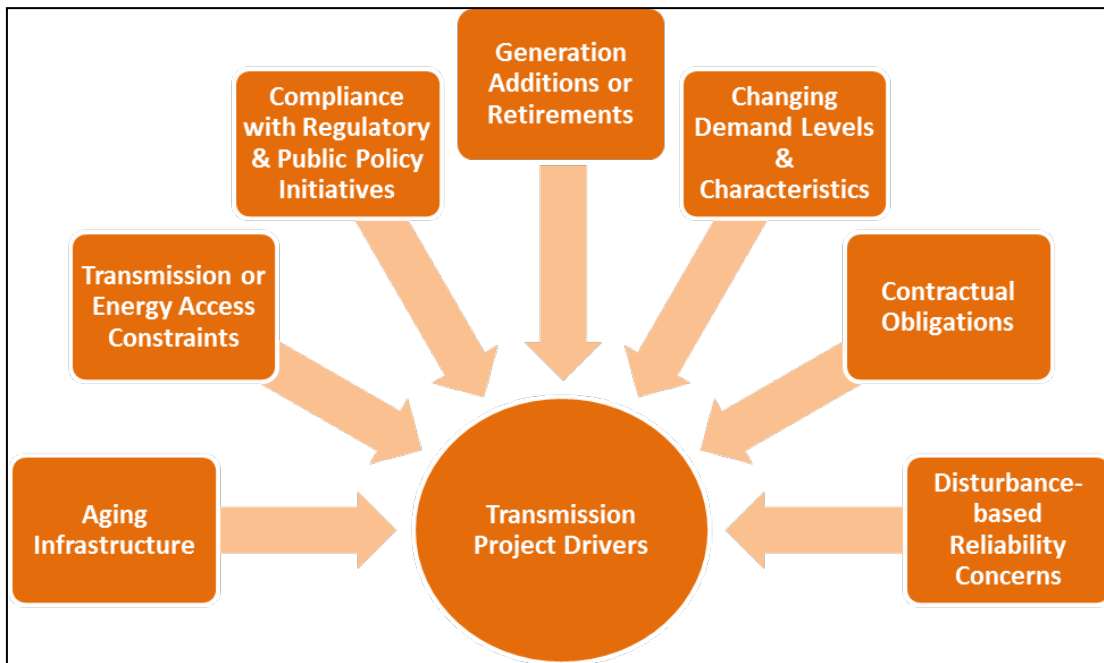 Generation
Additions or
Retirements
Compliance
with Regulatory
& Public Policy
Initiatives
Changing
Demand Levels
&
Characteristics
Transmission or
Energy Access
Constraints
Contractual
Obligations
Aging
Infrastructure
Transmission
Project Drivers
Disturbance-
based
Reliability
Concerns